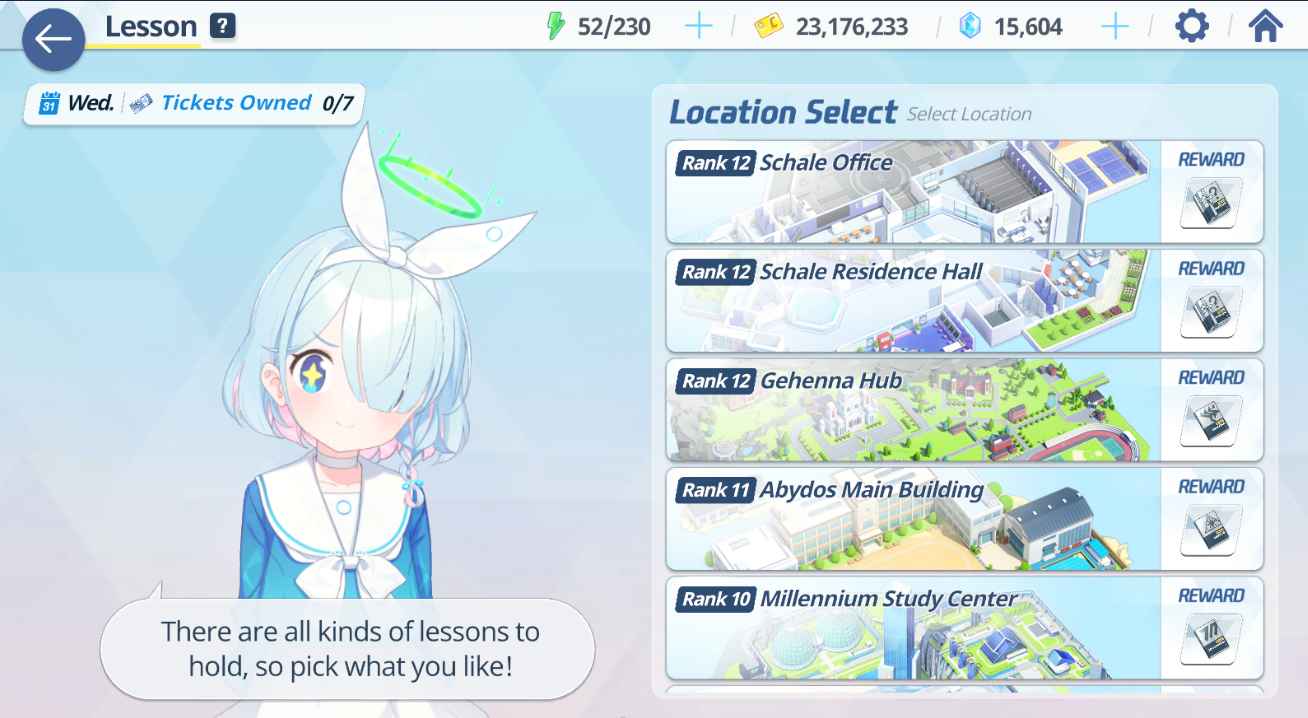 Lesson ?
52/230
23,176,233
15,604
31 Wed. Tickets Owned 0/7
Location Select Select Location
Rank 12 Schale Office
REWARD
Rank 12 Schale Residence Hall
REWARD
Rank 12 Gehenna Hub
REWARD
Rank 11 Abydos Main Building
REWARD
Rank 10 Millennium Study Center
REWARD
There are all kinds of lessons to
hold, so pick what you like!